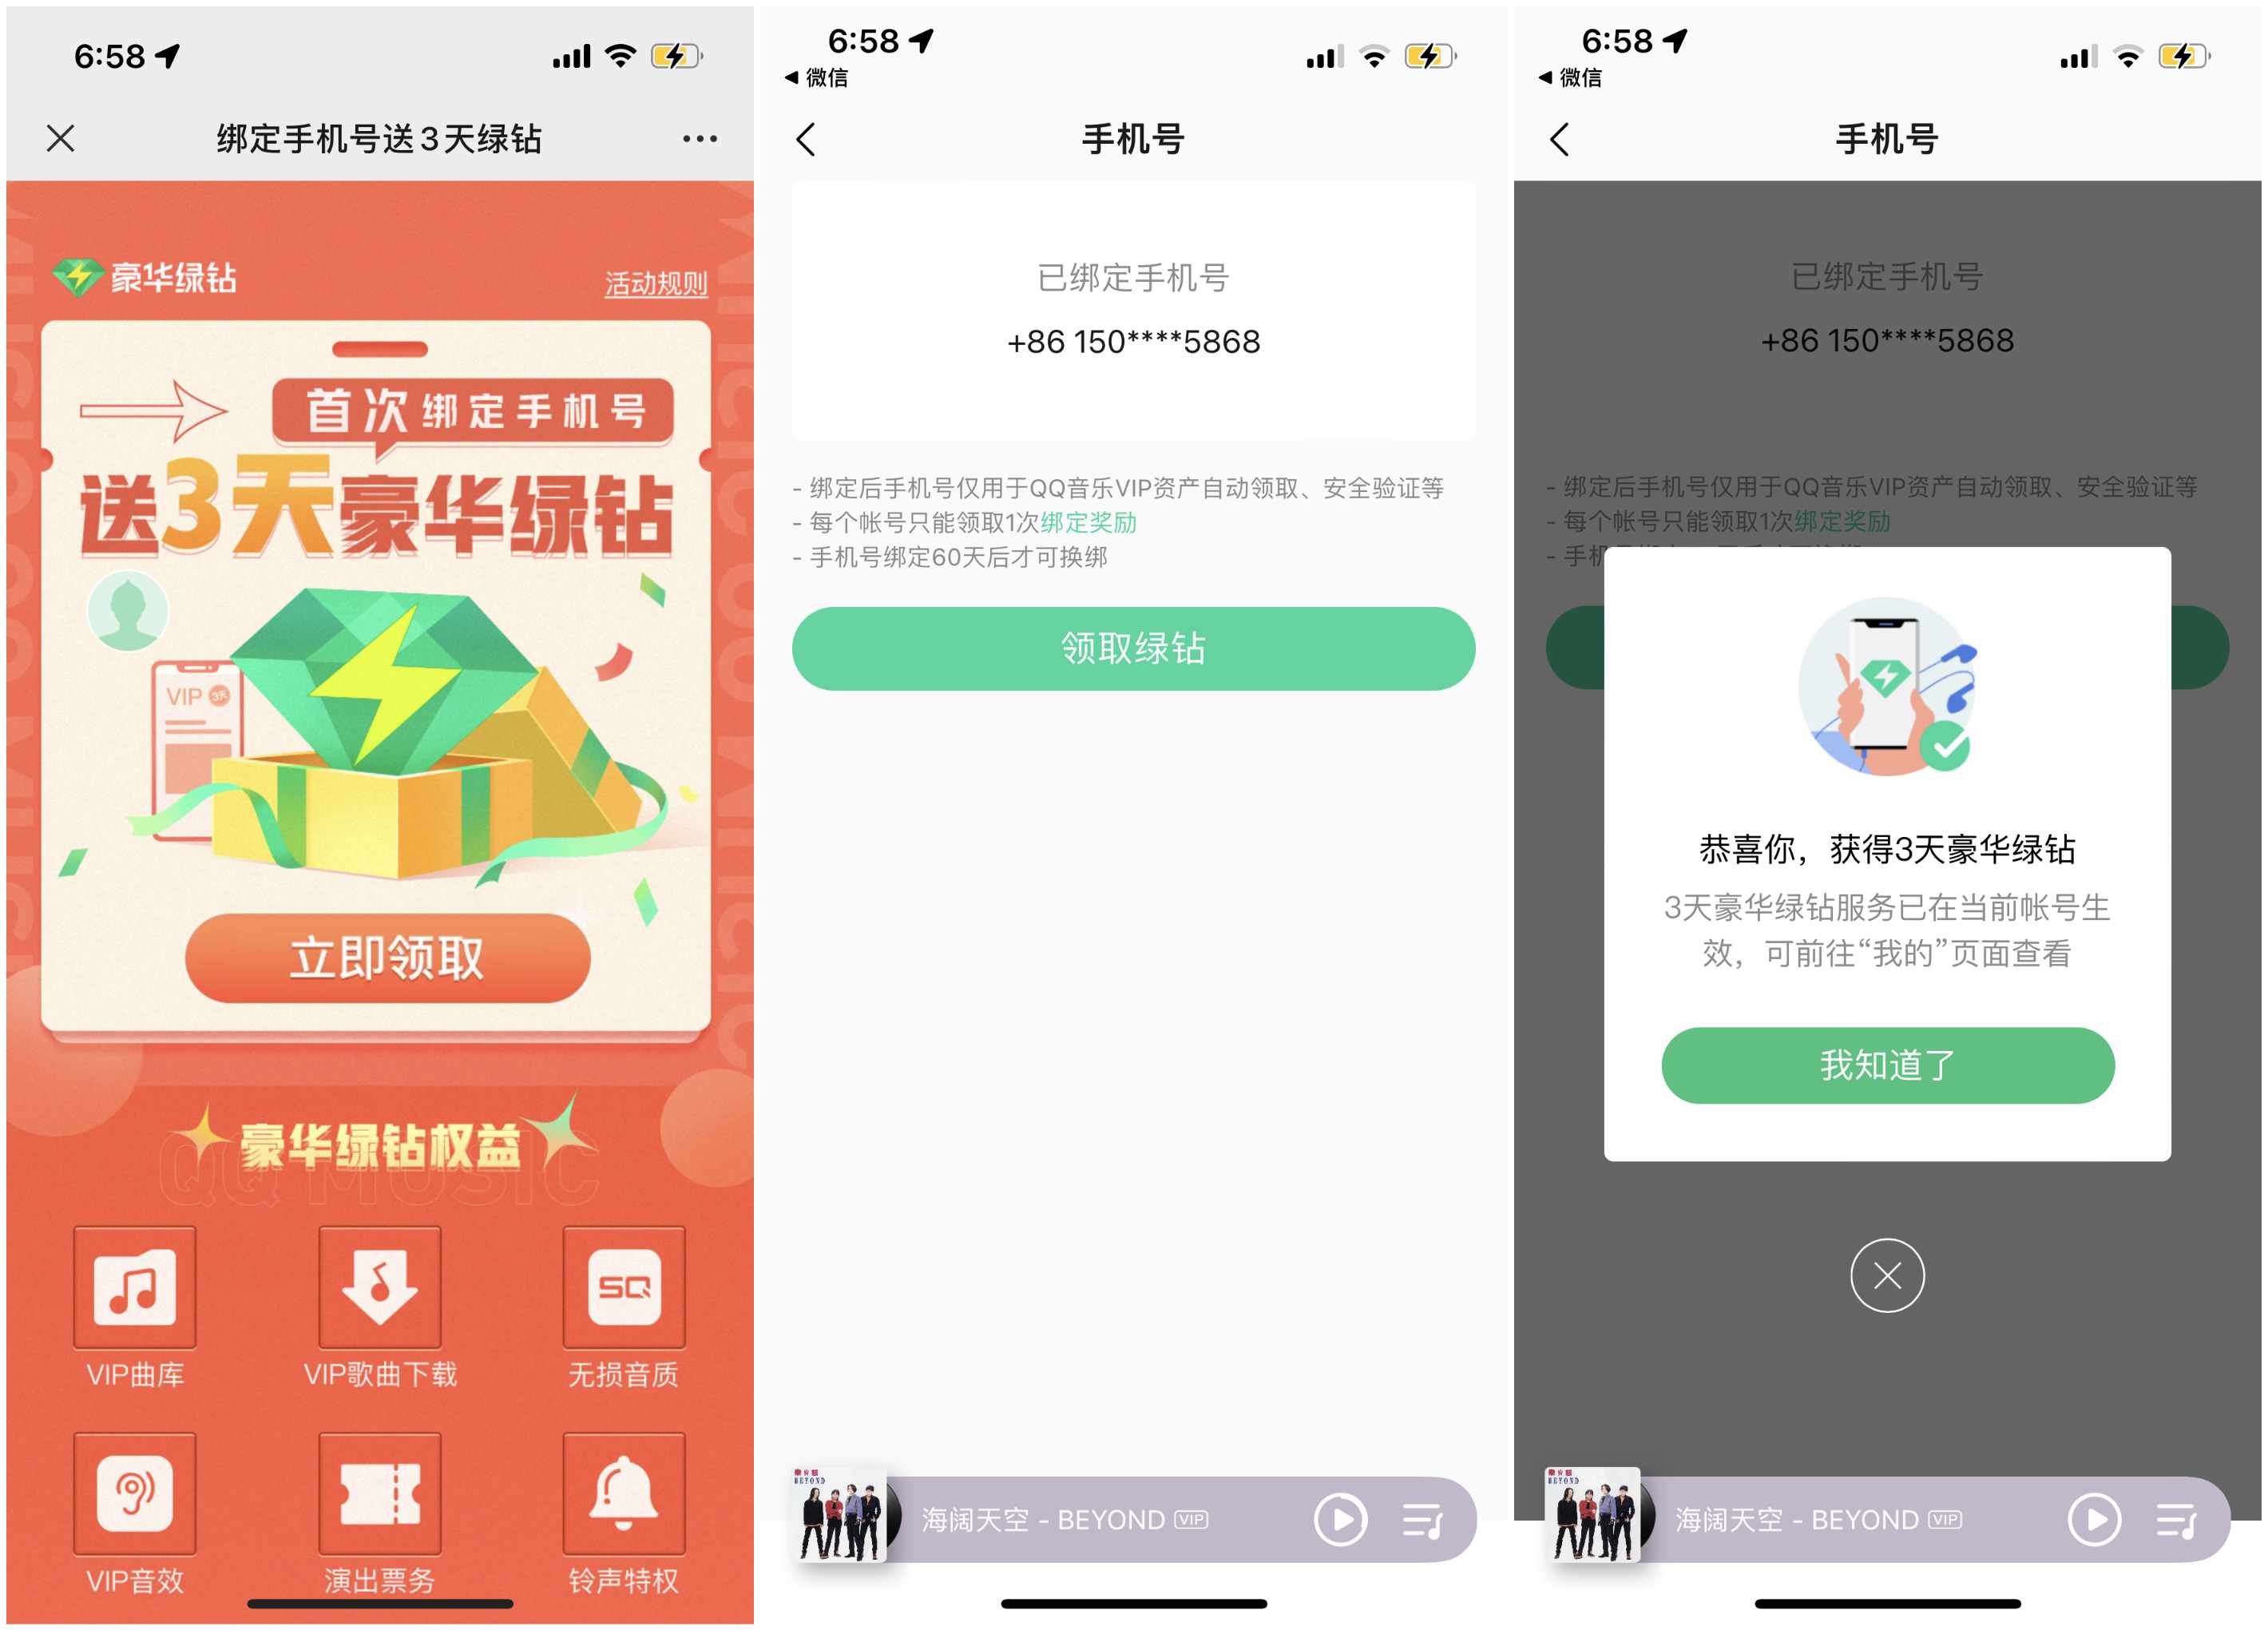 6:58
绑定手机号送3天绿钻
豪华绿钻
活动规则
首次绑定手机号
送3天豪华绿钻
VIP 3天
立即领取
豪华绿钻权益
QQ MUSIC
SQ
VIP曲库
VIP歌曲下载
无损音质
VIP音效
演出票务
铃声特权
6:58
微信
手机号
已绑定手机号
+86 150****5868
- 绑定后手机号仅用于QQ音乐VIP资产自动领取、安全验证等
- 每个帐号只能领取1次绑定奖励
- 手机号绑定60天后才可换绑
领取绿钻
BEYOND
海阔天空 - BEYOND VIP
6:58
微信
手机号
已绑定手机号
+86 150****5868
- 绑定后手机号仅用于QQ音乐VIP资产自动领取、安全验证等
- 每个帐号只能领取1次绑定奖励
- 手机
恭喜你，获得3天豪华绿钻
3天豪华绿钻服务已在当前帐号生
效，可前往“我的”页面查看
我知道了
BEYOND
海阔天空 - BEYOND VIP